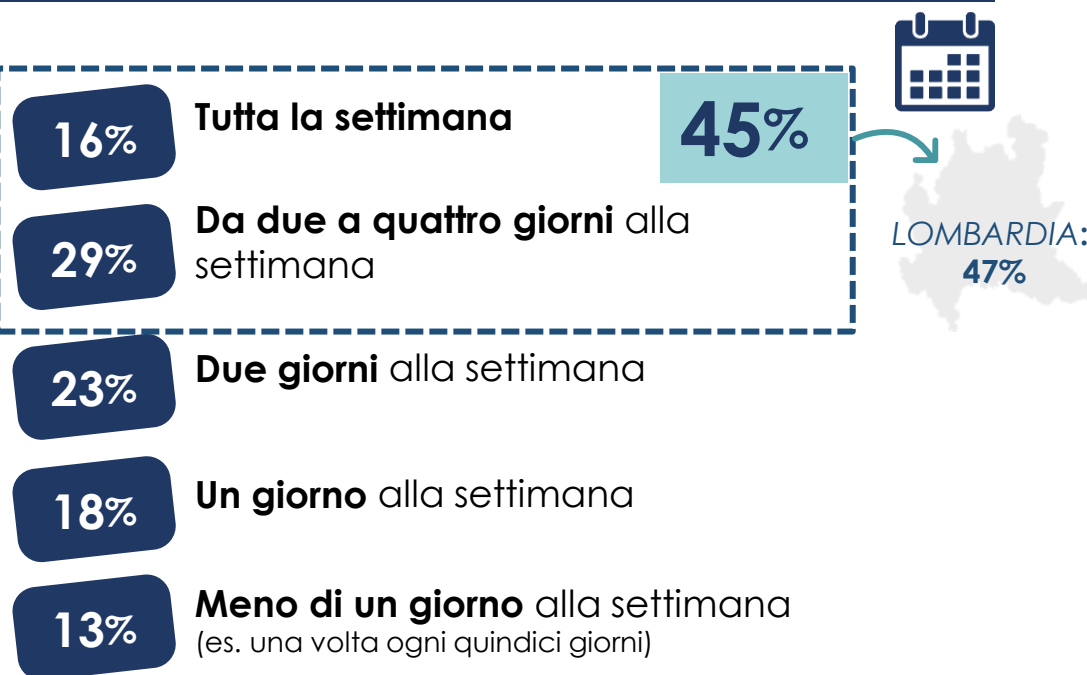 16% Tutta la settimana 45%
29% Da due a quattro giorni alla
settimana
LOMBARDIA:
47%
23% Due giorni alla settimana
18% Un giorno alla settimana
13% Meno di un giorno alla settimana
(es. una volta ogni quindici giorni)